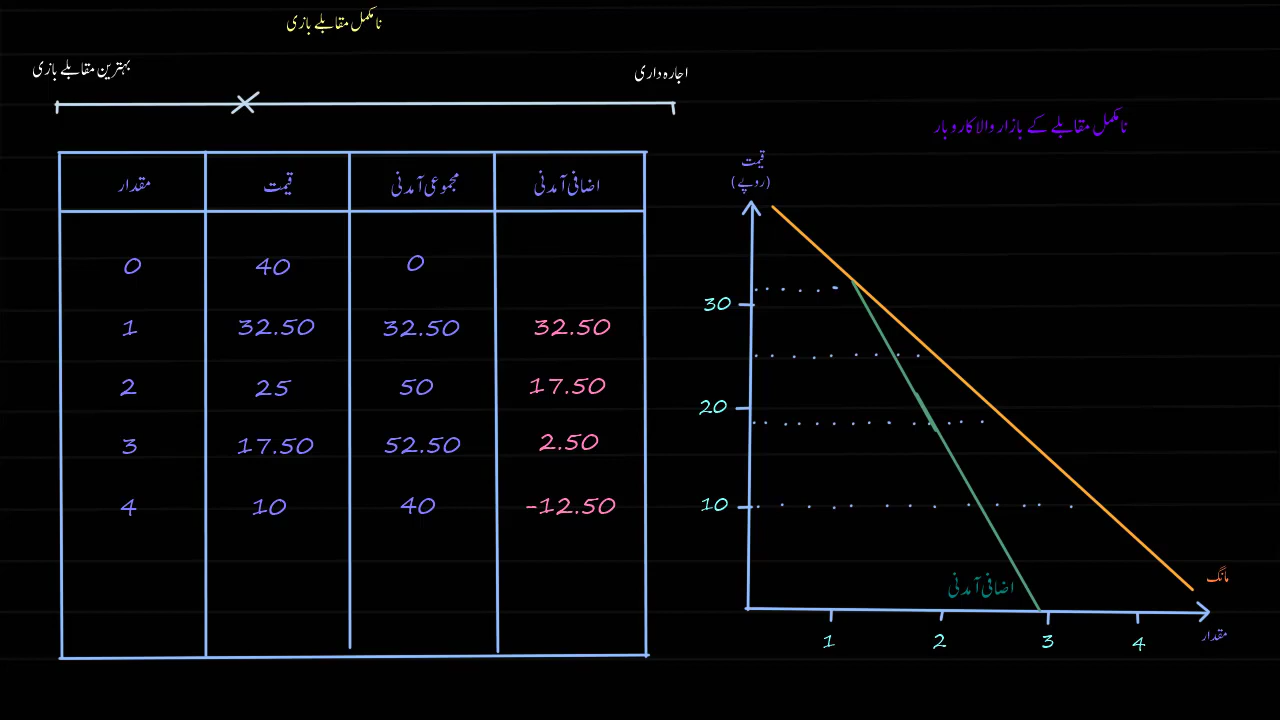 نامکمل مقابلے بازی
بہترین مقابلے بازی
اجارہ داری
نامکمل مقابلے کے بازار والا کاروبار
مقدار قیمت مجموعی آمدنی اضافی آمدنی
0 40 0
1 32.50 32.50 32.50
2 25 50 17.50
3 17.50 52.50 2.50
4 10 40 -12.50
قیمت
(روپے)
30
20
10
مانگ
اضافی آمدنی
مقدار
1 2 3 4